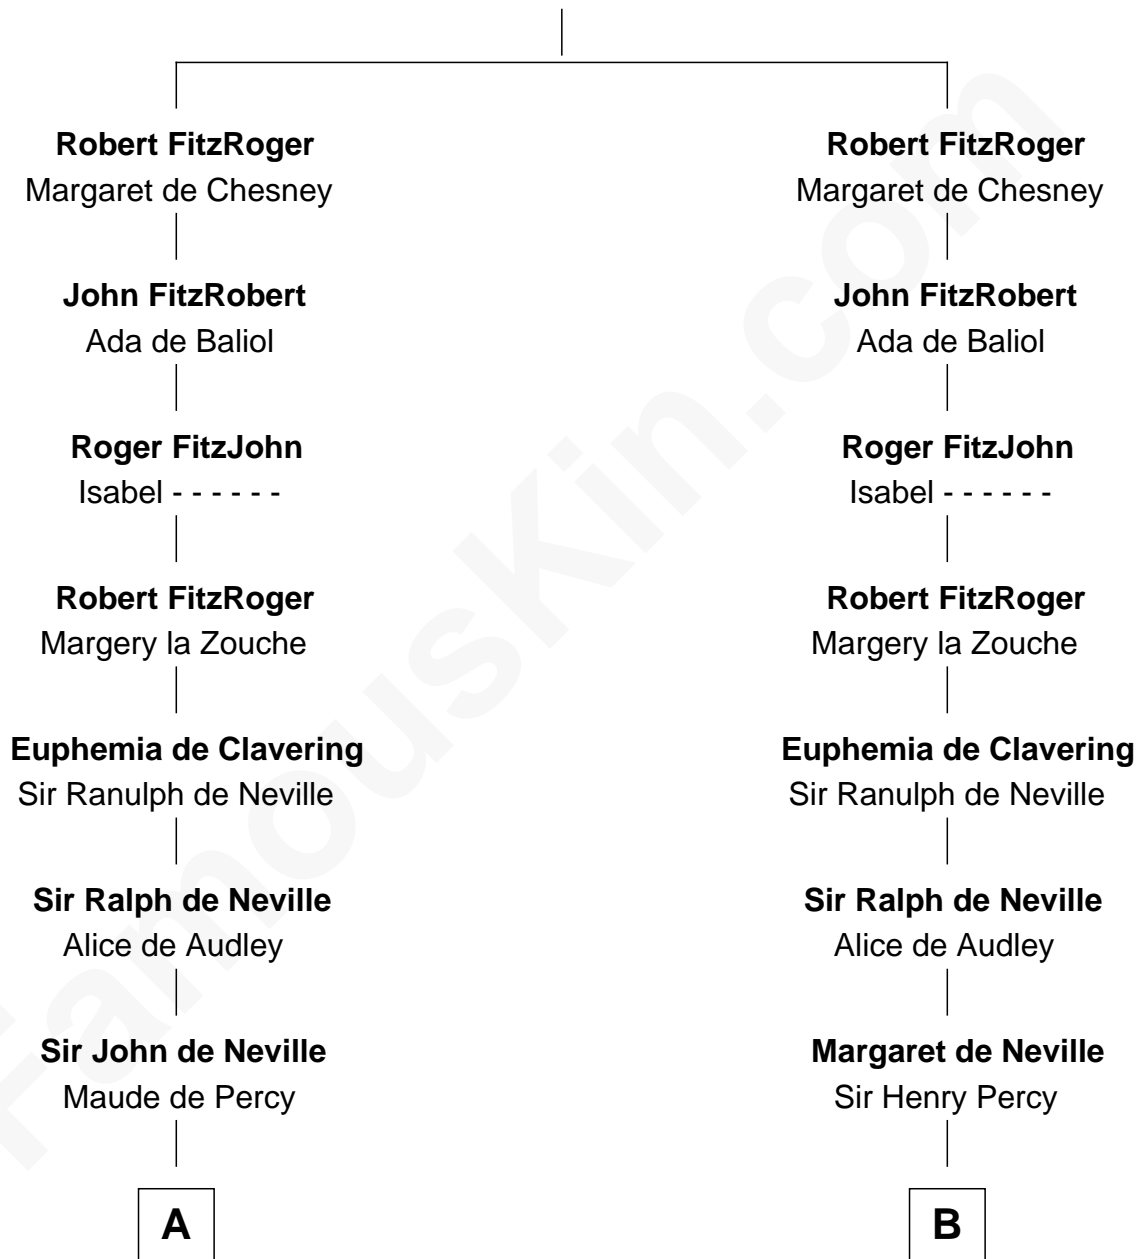 Robert FitzRoger
Margaret de Chesney
John FitzRobert
Ada de Baliol
Roger FitzJohn
Isabel - - - - - -
Robert FitzRoger
Margery la Zouche
Euphemia de Clavering
Sir Ranulph de Neville
Sir Ralph de Neville
Alice de Audley
Sir John de Neville
Maude de Percy
A
Robert FitzRoger
Margaret de Chesney
John FitzRobert
Ada de Baliol
Roger FitzJohn
Isabel - - - - - -
Robert FitzRoger
Margery la Zouche
Euphemia de Clavering
Sir Ranulph de Neville
Sir Ralph de Neville
Alice de Audley
Margaret de Neville
Sir Henry Percy
B
FamousKin.com